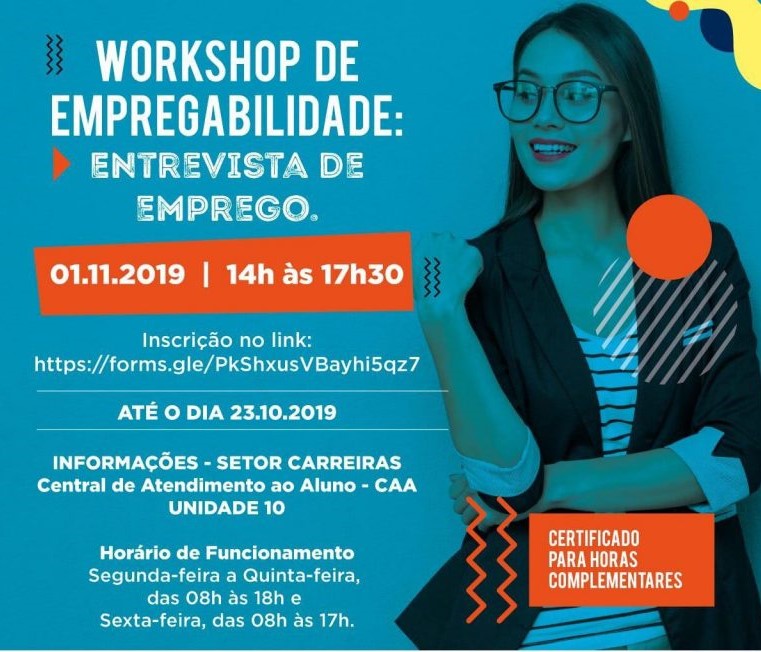 WORKSHOP DE
EMPREGABILIDADE:
ENTREVISTA DE
EMPREGO.
01.11.2019 | 14h às 17h30
Inscrição no link:
https://forms.gle/PkShxusVBayhi5qz7
ATÉ O DIA 23.10.2019
INFORMAÇÕES - SETOR CARREIRAS
Central de Atendimento ao Aluno - CAA
UNIDADE 10
Horário de Funcionamento
Segunda-feira a Quinta-feira,
das 08h às 18h e
Sexta-feira, das 08h às 17h.
CERTIFICADO
PARA HORAS
COMPLEMENTARES